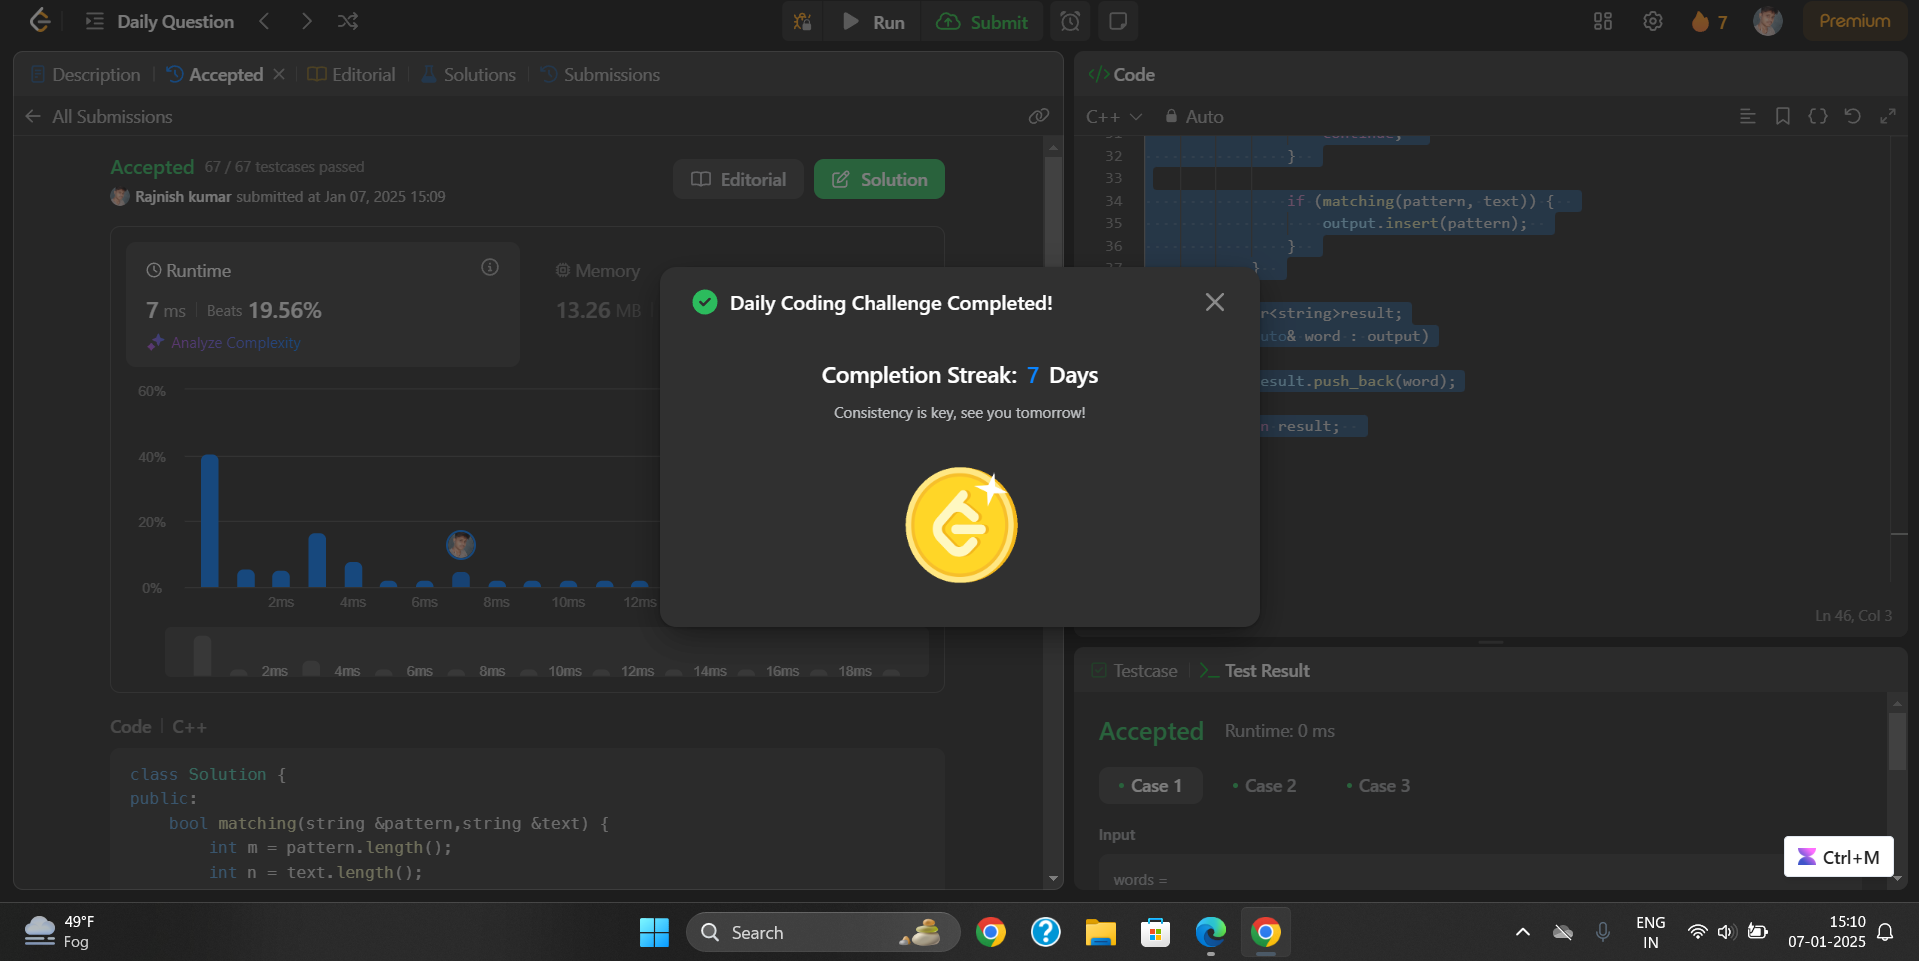 Daily Question
Run
Submit
7
Premium
Description
Accepted
Editorial
Solutions
Submissions
All Submissions
Accepted 67 / 67 testcases passed
Rajnish kumar submitted at Jan 07, 2025 15:09
Editorial
Solution
Runtime
7 ms Beats 19.56%
Analyze Complexity
Memory
13.26 MB
60%
40%
20%
0%
2ms 4ms 6ms 8ms 10ms 12ms
2ms 4ms 6ms 8ms 10ms 12ms 14ms 16ms 18ms
Code C++
class Solution {
public:
bool matching(string &pattern,string &text) {
int m = pattern.length();
int n = text.length();
Daily Coding Challenge Completed!
Completion Streak: 7 Days
Consistency is key, see you tomorrow!
</> Code
C++ Auto
continue;
32 }
33
34 if (matching(pattern, text)) {
35 output.insert(pattern);
36 }
37 }
r<string>result;
uto& word : output)
esult.push_back(word);
n result;
Ln 46, Col 3
Testcase
>_ Test Result
Accepted Runtime: 0 ms
Case 1 Case 2 Case 3
Input
words =
Ctrl+M
49°F
Fog
Search
ENG
IN
15:10
07-01-2025